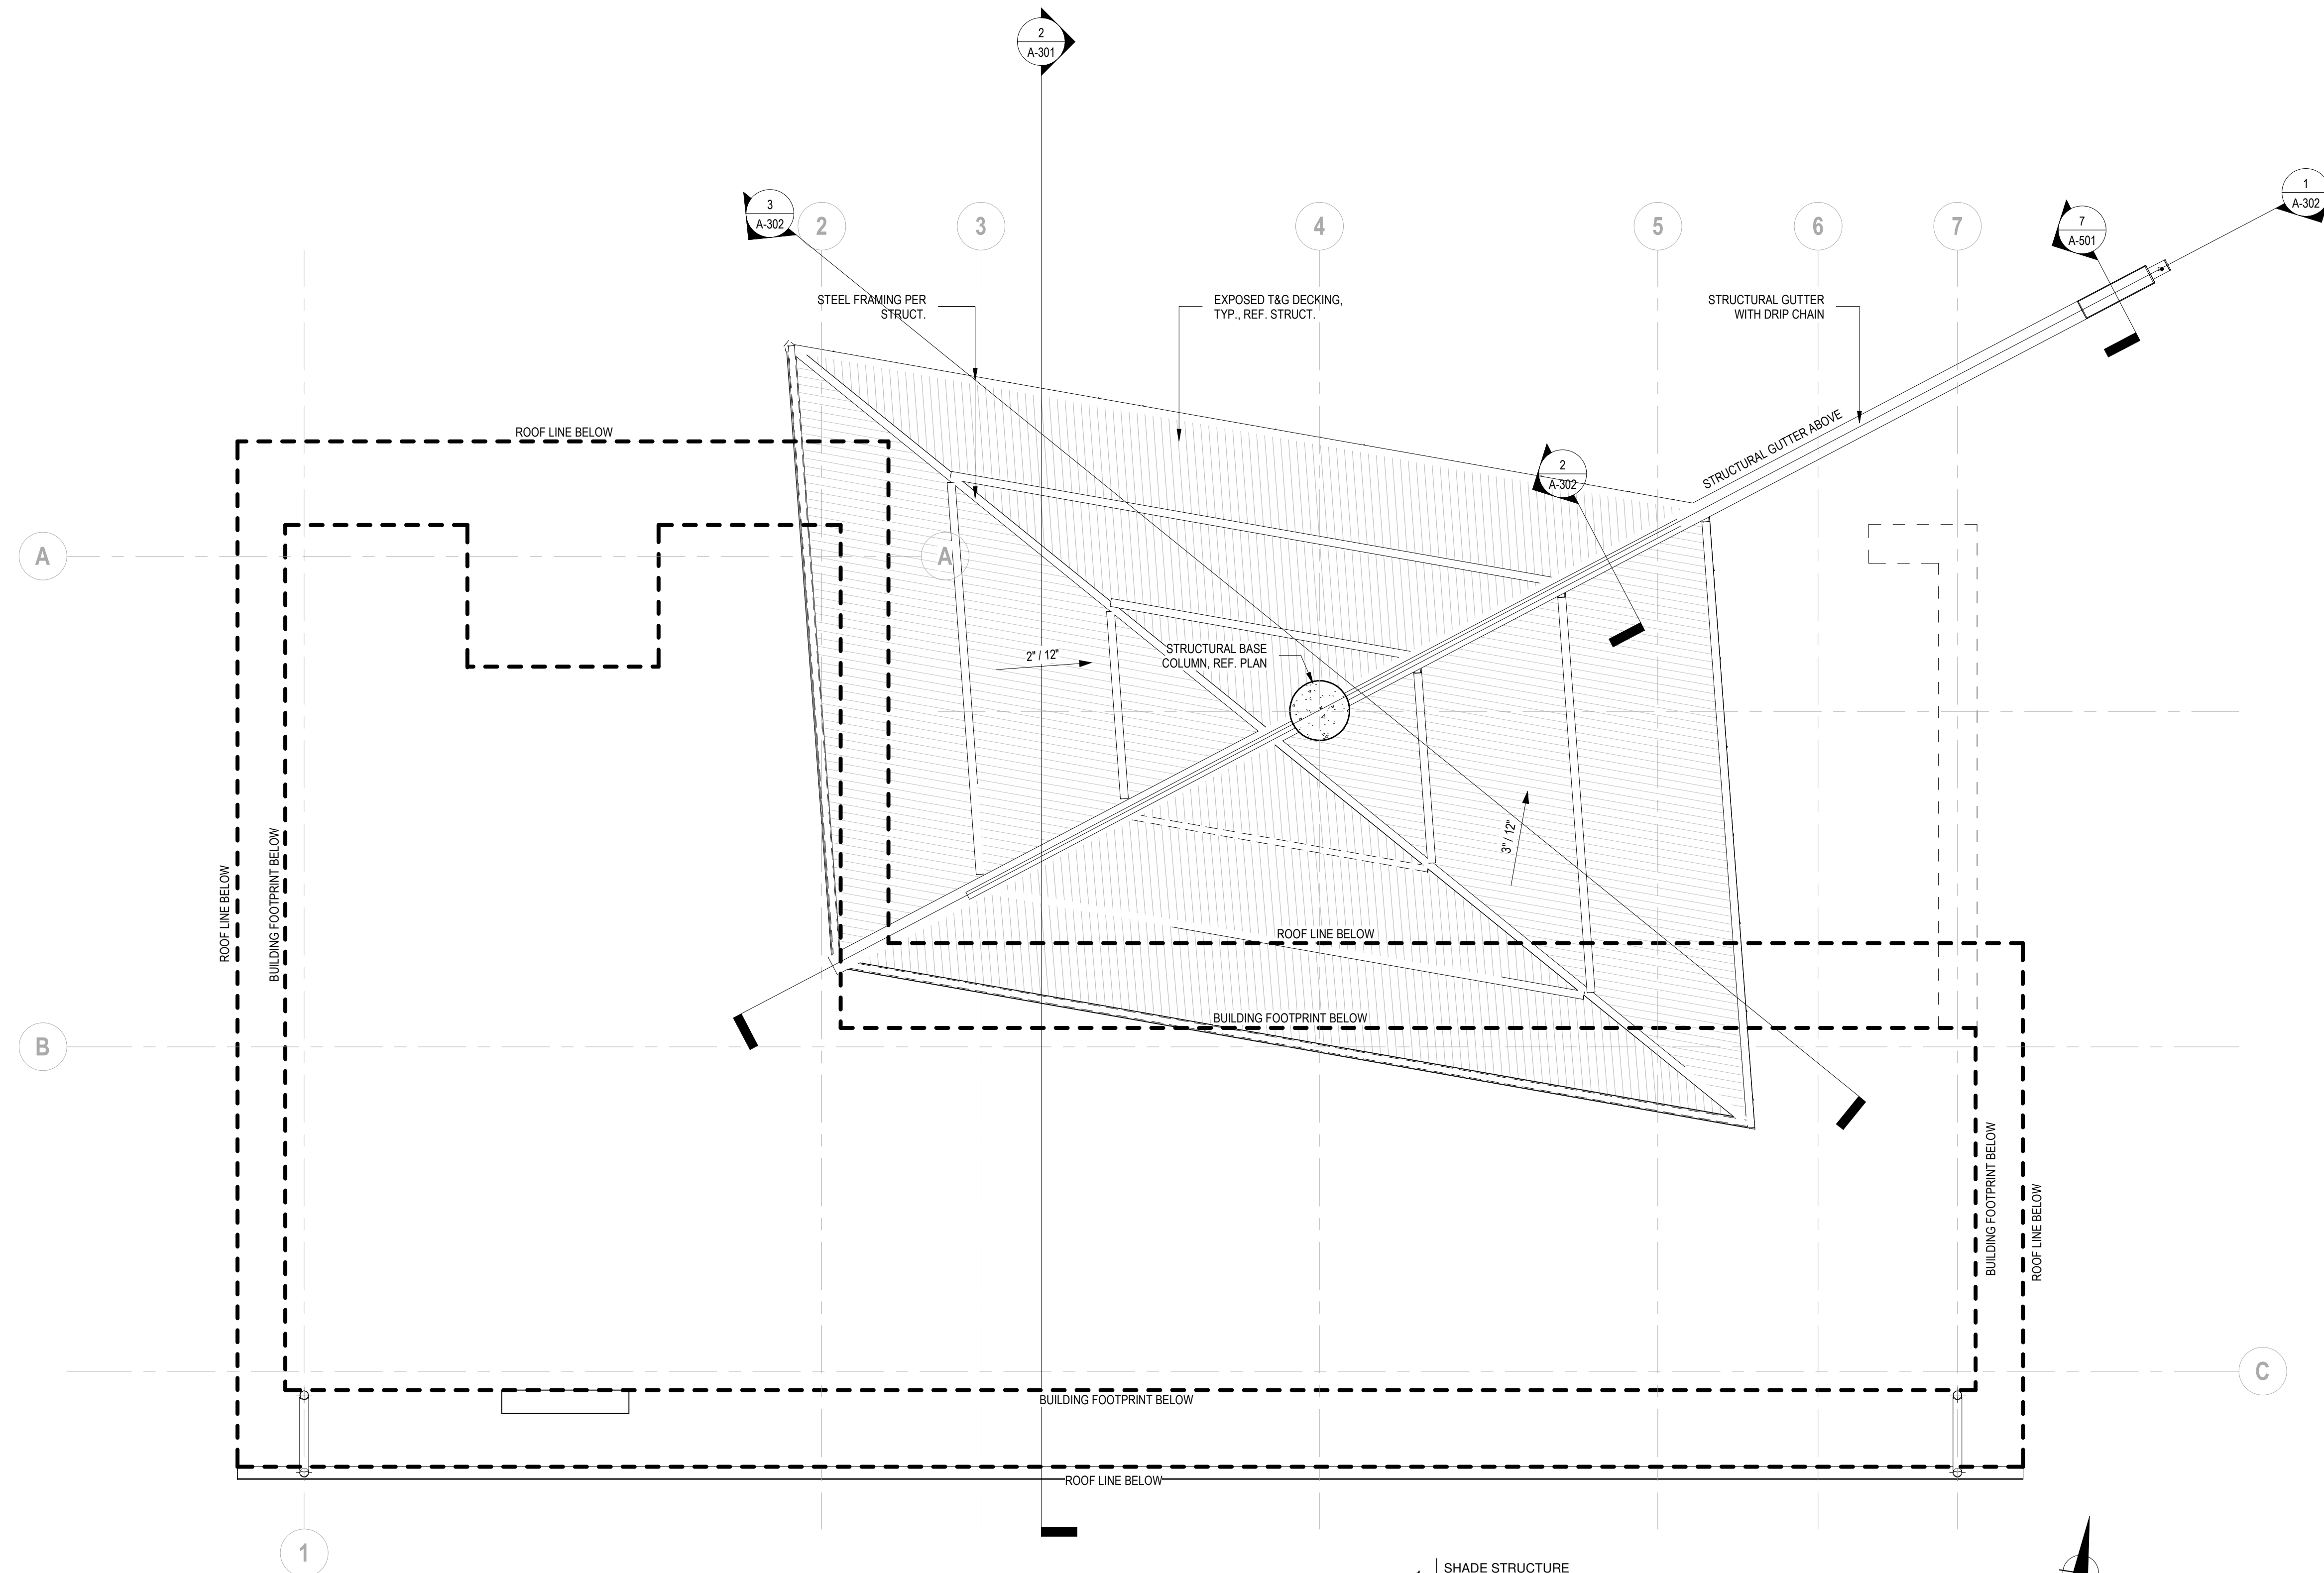 2
A-301
1
A-302
3
A-302
7
A-501
2
3
4
5
6
7
STEEL FRAMING PER
STRUCT.
EXPOSED T&G DECKING,
TYP., REF. STRUCT.
STRUCTURAL GUTTER
WITH DRIP CHAIN
ROOF LINE BELOW
STRUCTURAL GUTTER ABOVE
2
A-302
A
A
2" / 12"
STRUCTURAL BASE
COLUMN, REF. PLAN
3" / 12"
ROOF LINE BELOW
BUILDING FOOTPRINT BELOW
ROOF LINE BELOW
BUILDING FOOTPRINT BELOW
B
BUILDING FOOTPRINT BELOW
ROOF LINE BELOW
C
BUILDING FOOTPRINT BELOW
ROOF LINE BELOW
1
SHADE STRUCTURE